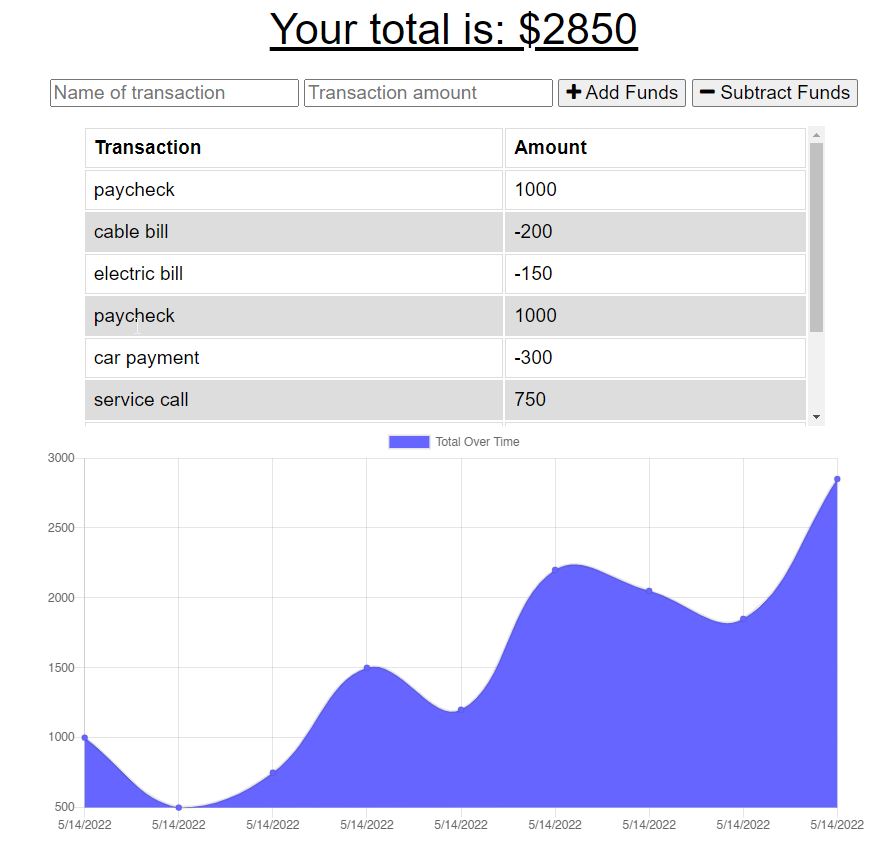 Your total is: $2850
Name of transaction Transaction amount Add Funds Subtract Funds
Transaction Amount
paycheck 1000
cable bill -200
electric bill -150
paycheck 1000
car payment -300
service call 750
Total Over Time
3000
2500
2000
1500
1000
500
5/14/2022 5/14/2022 5/14/2022 5/14/2022 5/14/2022 5/14/2022 5/14/2022 5/14/2022 5/14/2022